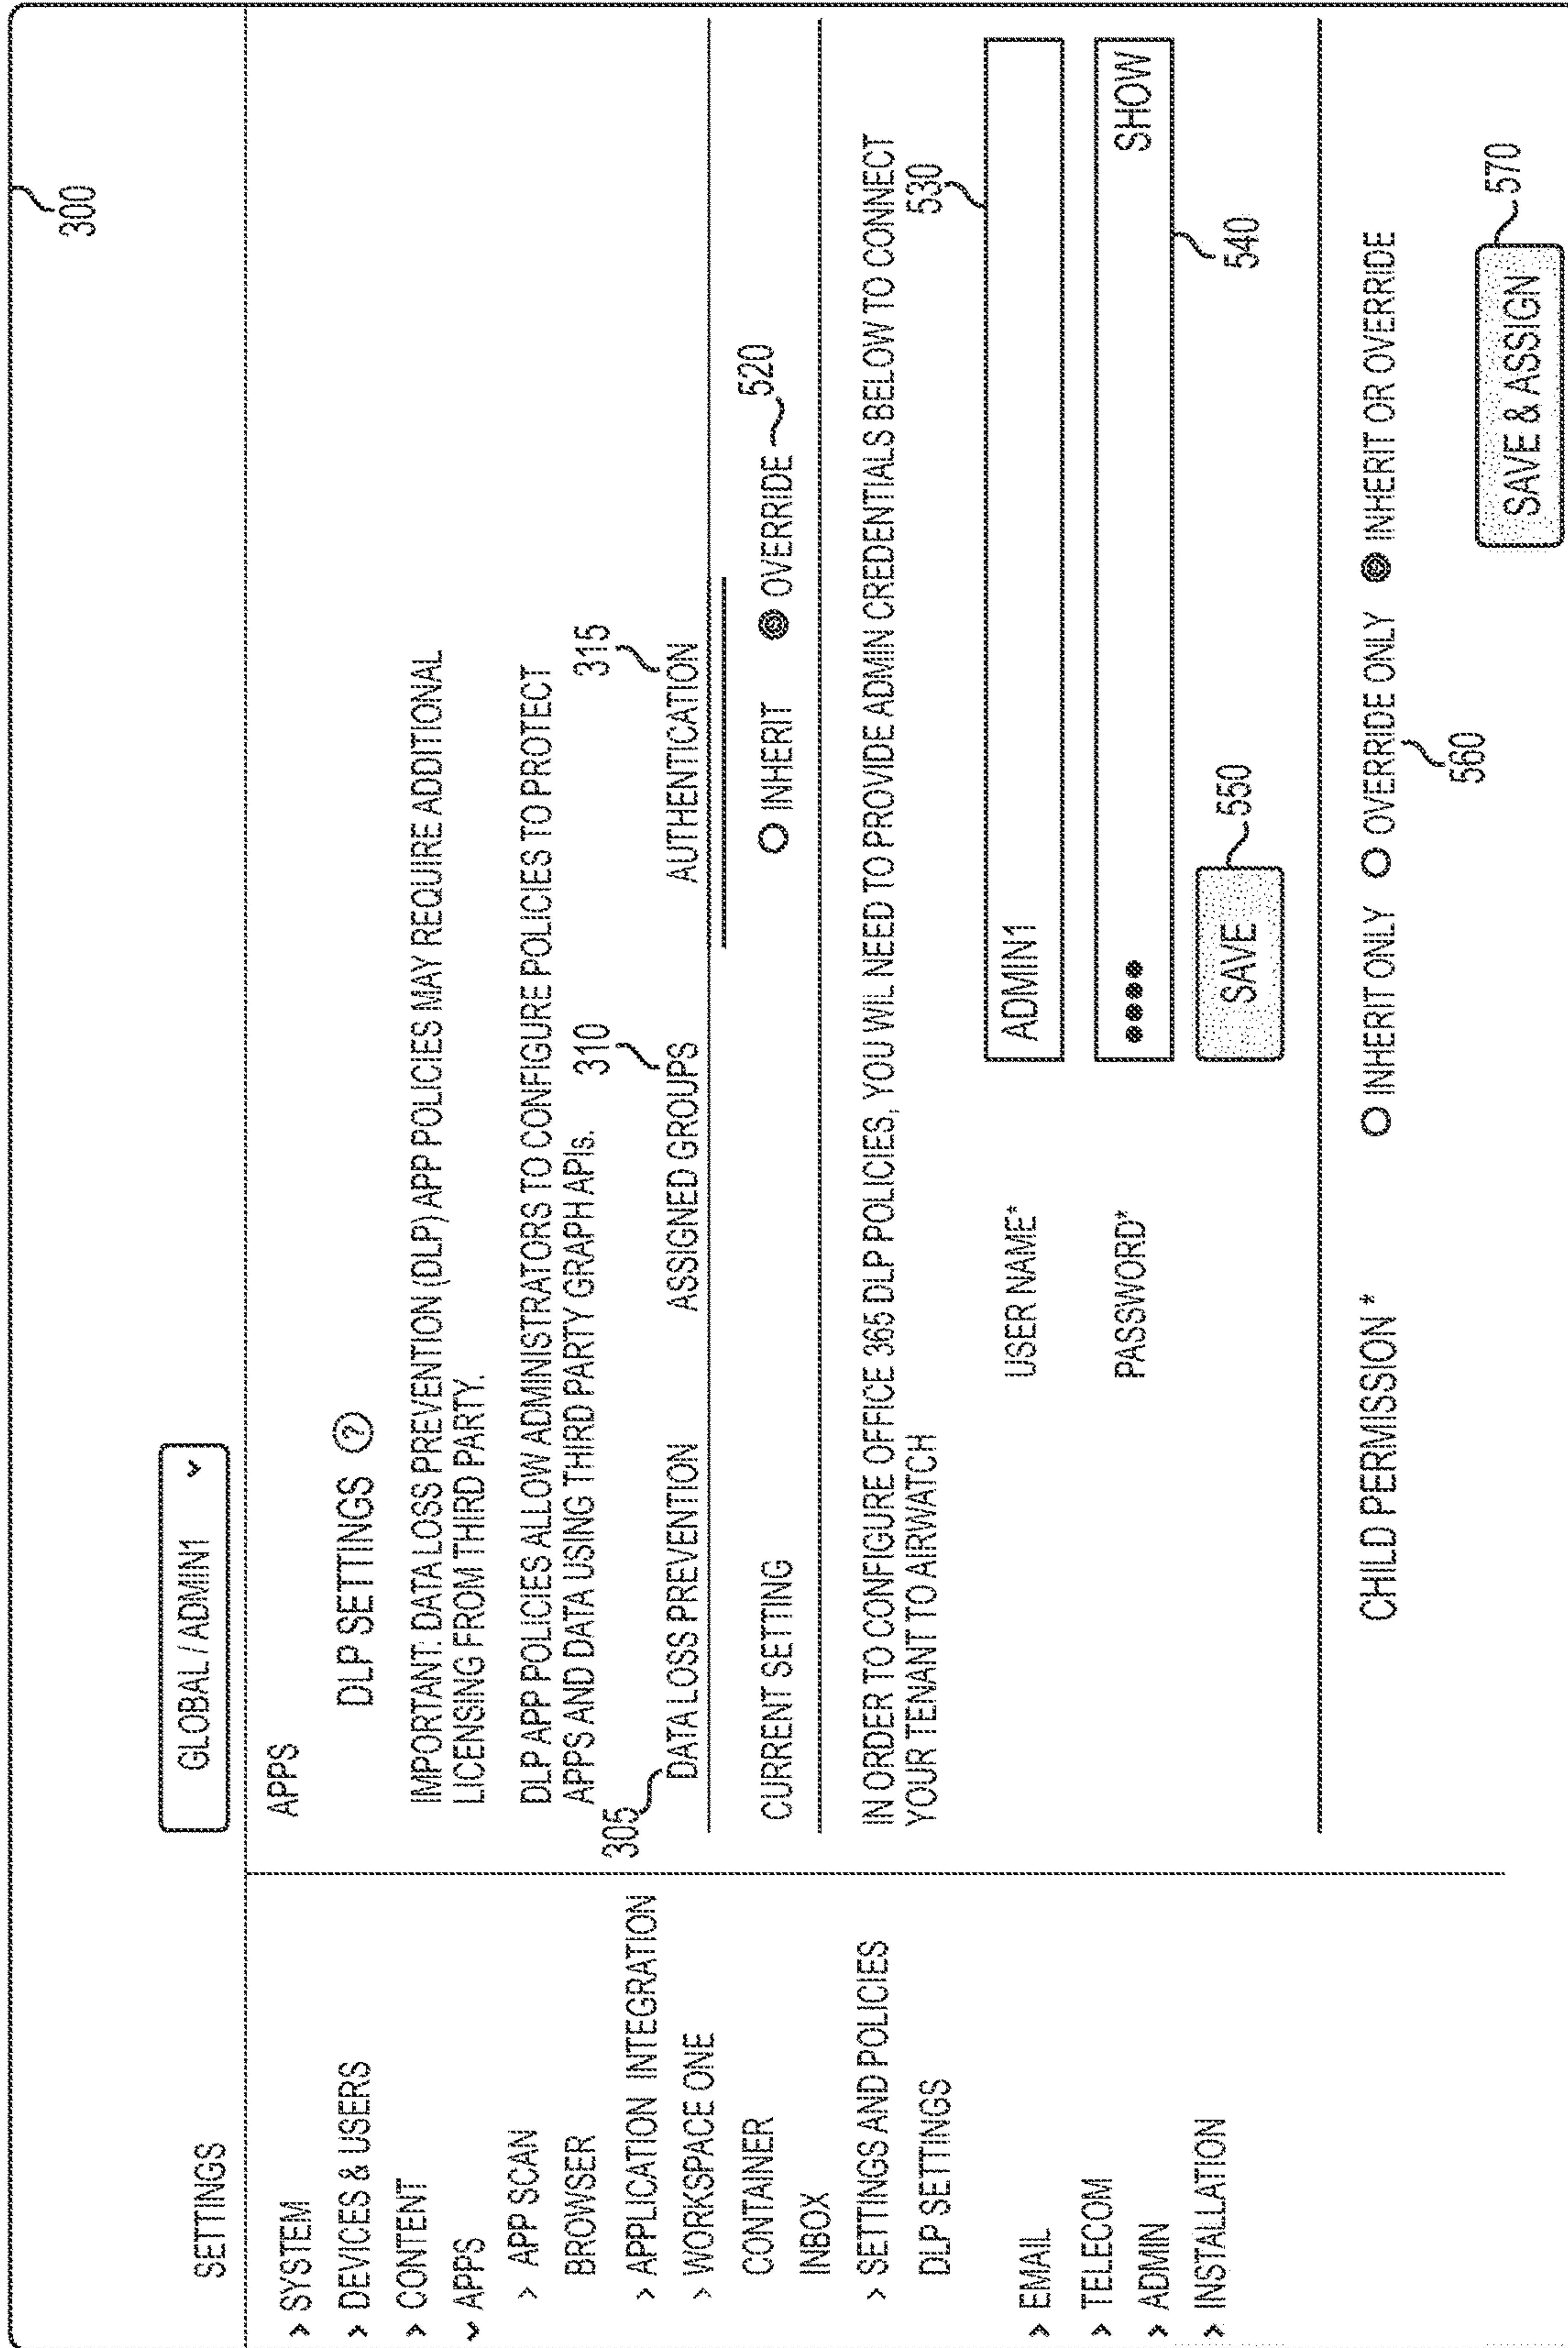 300
SETTINGS
GLOBAL / ADMIN1
> SYSTEM
> DEVICES & USERS
> CONTENT
APPS
> APP SCAN
BROWSER
> APPLICATION INTEGRATION
> WORKSPACE ONE
CONTAINER
INBOX
> SETTINGS AND POLICIES
DLP SETTINGS
> EMAIL
> TELECOM
> ADMIN
> INSTALLATION
APPS
DLP SETTINGS ?
IMPORTANT: DATA LOSS PREVENTION (DLP) APP POLICIES MAY REQUIRE ADDITIONAL
LICENSING FROM THIRD PARTY.
DLP APP POLICIES ALLOW ADMINISTRATORS TO CONFIGURE POLICIES TO PROTECT
APPS AND DATA USING THIRD PARTY GRAPH APIs.
305 310 315
DATA LOSS PREVENTION ASSIGNED GROUPS AUTHENTICATION
CURRENT SETTING INHERIT OVERRIDE 520
IN ORDER TO CONFIGURE OFFICE 365 DLP POLICIES, YOU WIL NEED TO PROVIDE ADMIN CREDENTIALS BELOW TO CONNECT
YOUR TENANT TO AIRWATCH
530
USER NAME* ADMIN1
PASSWORD* •••• SHOW
540
SAVE 550
CHILD PERMISSION * INHERIT ONLY OVERRIDE ONLY INHERIT OR OVERRIDE
560
SAVE & ASSIGN 570